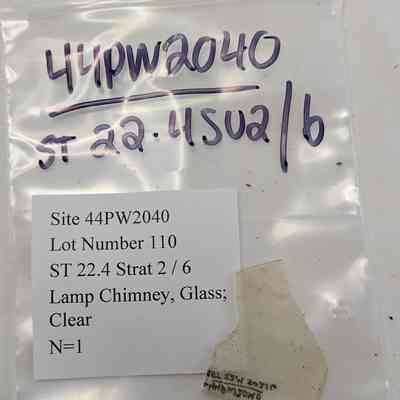 44PW2040
ST 22.4SU2/6
Site 44PW2040
Lot Number 110
ST 22.4 Strat 2 / 6
Lamp Chimney, Glass;
Clear
N=1